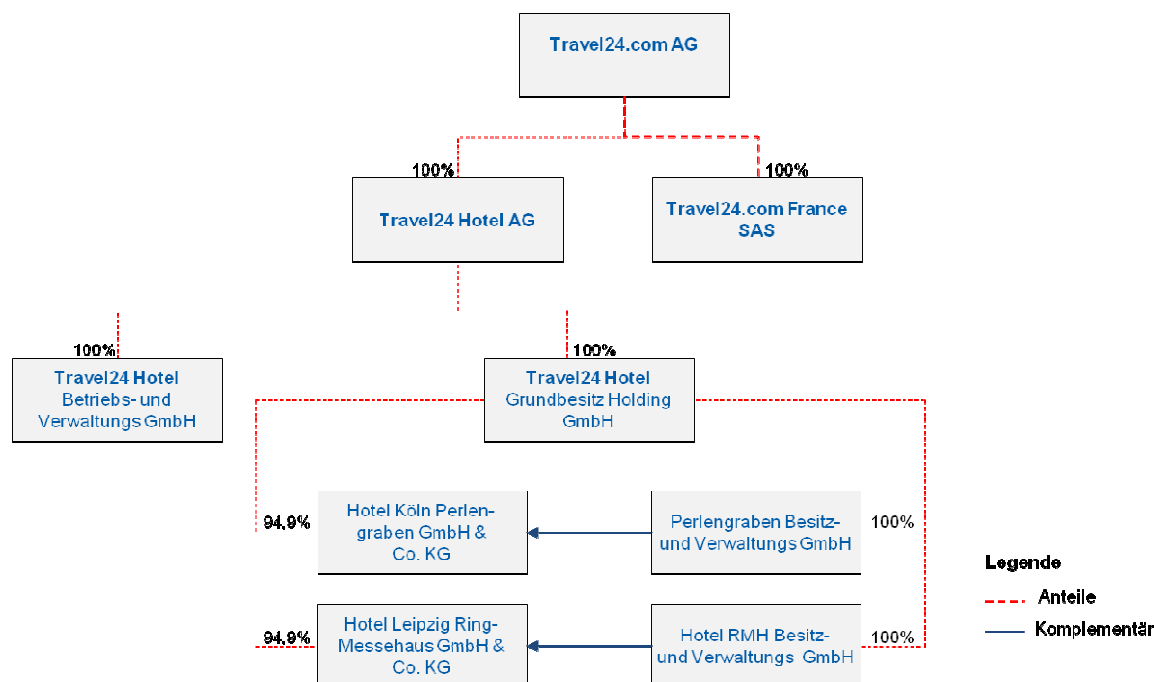 Travel24.com AG
100%
100%
Travel24 Hotel AG
Travel24.com France
SAS
100%
100%
Travel24 Hotel
Betriebs- und
Verwaltungs GmbH
Travel24 Hotel
Grundbesitz Holding
GmbH
94,9%
Hotel Köln Perlen-
graben GmbH &
Co. KG
Perlengraben Besitz-
und Verwaltungs GmbH
100%
Legende
Anteile
Komplementär
94,9%
Hotel Leipzig Ring-
Messehaus GmbH &
Co. KG
Hotel RMH Besitz-
und Verwaltungs GmbH
100%